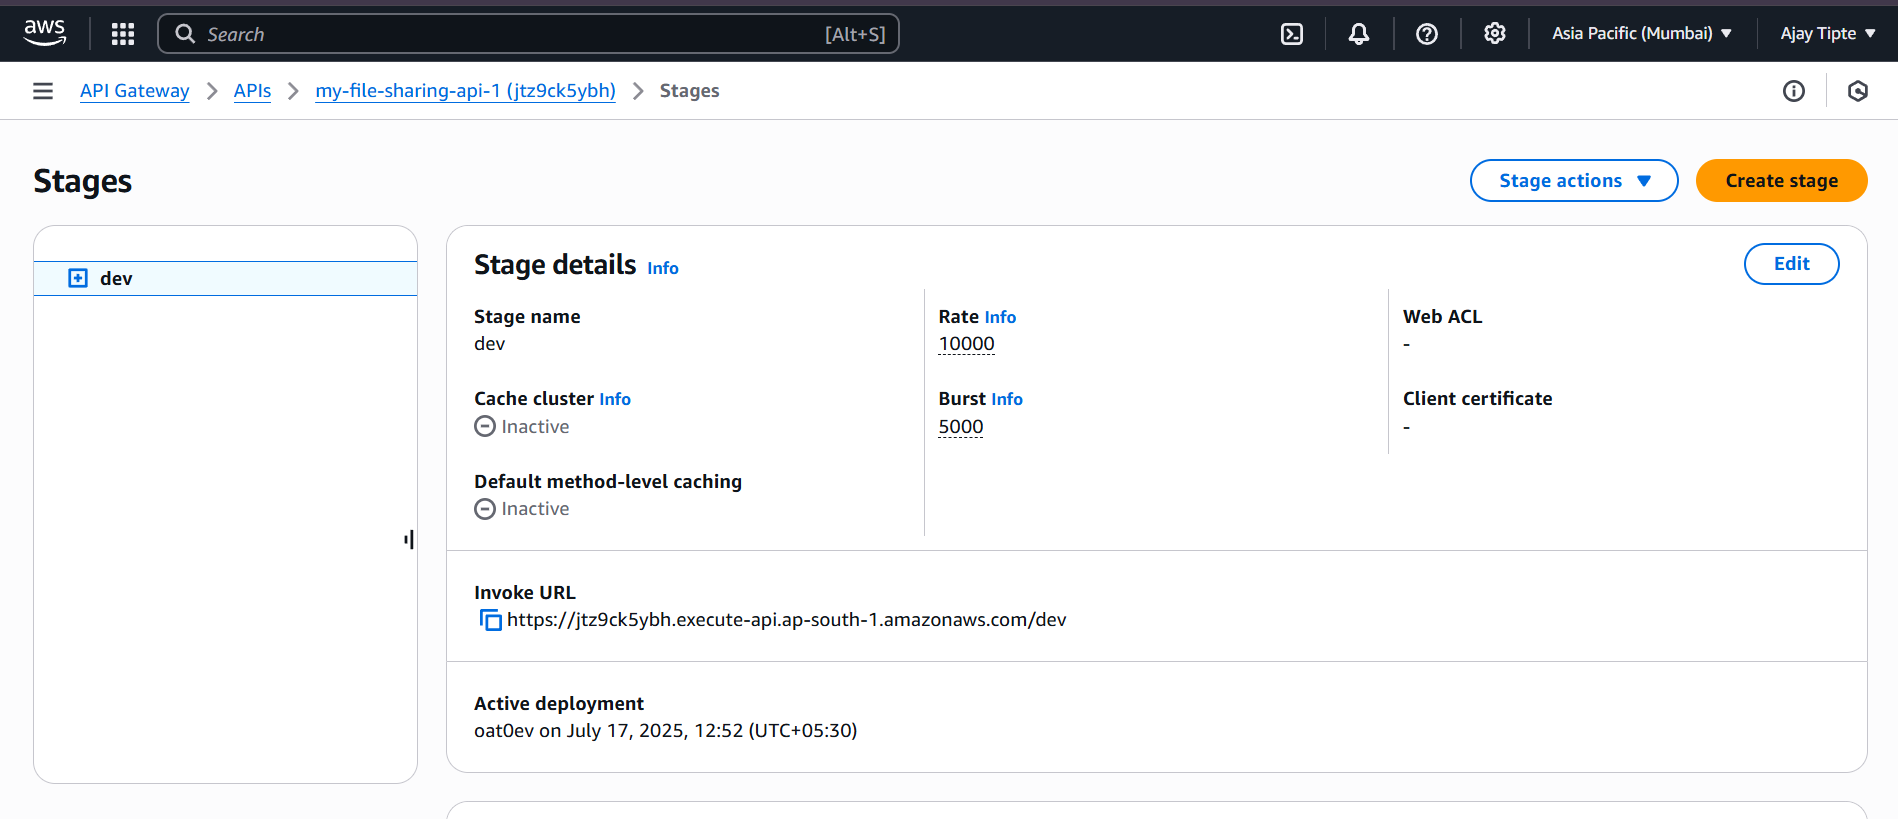 aws Search [Alt+S] Asia Pacific (Mumbai) Ajay Tipte
API Gateway APIs my-file-sharing-api-1 (jtz9ck5ybh) Stages
Stages Stage actions Create stage
dev
Stage details Info Edit
Stage name Rate Info Web ACL
dev 10000 -
Cache cluster Info Burst Info Client certificate
Inactive 5000 -
Default method-level caching
Inactive
Invoke URL
https://jtz9ck5ybh.execute-api.ap-south-1.amazonaws.com/dev
Active deployment
oat0ev on July 17, 2025, 12:52 (UTC+05:30)